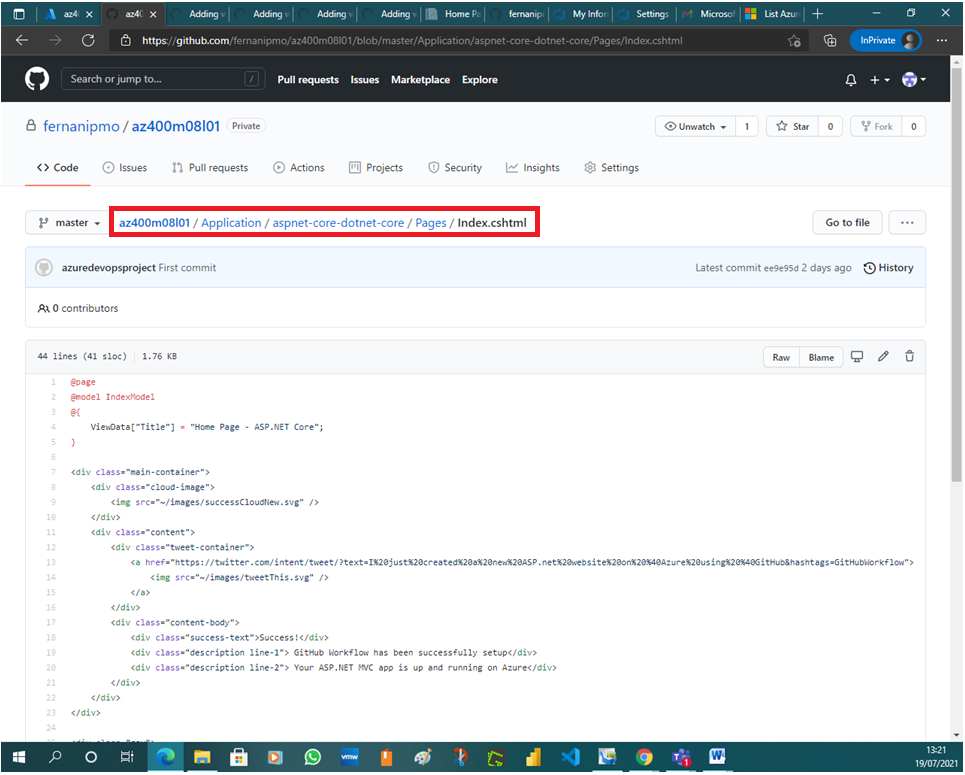 az4(
az4(
Adding v
Adding v
Adding v
Adding v
Home Pa
fernanip
My Infor
Settings
Microsof
List Azur
https://github.com/fernanipmo/az400m08l01/blob/master/Application/aspnet-core-dotnet-core/Pages/Index.cshtml
InPrivate
Search or jump to...
/
Pull requests Issues Marketplace Explore
fernanipmo / az400m08l01 Private
Unwatch 1 Star 0 Fork 0
Code Issues Pull requests Actions Projects Security Insights Settings
master az400m08l01 / Application / aspnet-core-dotnet-core / Pages / Index.cshtml Go to file ...
azuredevopsproject First commit Latest commit ee9e95d 2 days ago History
0 contributors
44 lines (41 sloc) 1.76 KB Raw Blame
1 @page
2 @model IndexModel
3 @{
4 ViewData["Title"] = "Home Page - ASP.NET Core";
5 }
6
7 <div class="main-container">
8 <div class="cloud-image">
9 <img src="~/images/successCloudNew.svg" />
10 </div>
11 <div class="content">
12 <div class="tweet-container">
13 <a href="https://twitter.com/intent/tweet/?text=I%20just%20created%20a%20new%20ASP.net%20website%20on%20%40Azure%20using%20%40GitHub&hashtags=GitHubWorkflow">
14 <img src="~/images/tweetThis.svg" />
15 </a>
16 </div>
17 <div class="content-body">
18 <div class="success-text">Success!</div>
19 <div class="description line-1"> GitHub Workflow has been successfully setup</div>
20 <div class="description line-2"> Your ASP.NET MVC app is up and running on Azure</div>
21 </div>
22 </div>
23 </div>
24
vmw
13:21
19/07/2021